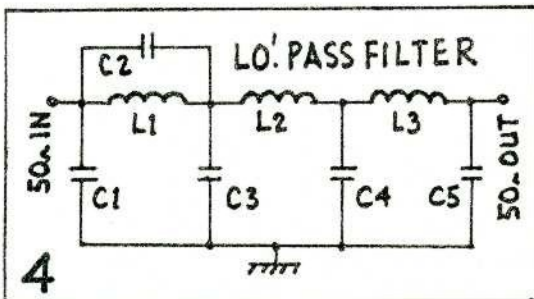 C2
LO'. PASS FILTER
L1
L2
L3
50Ω IN
C1
C3
C4
C5
50Ω OUT
4